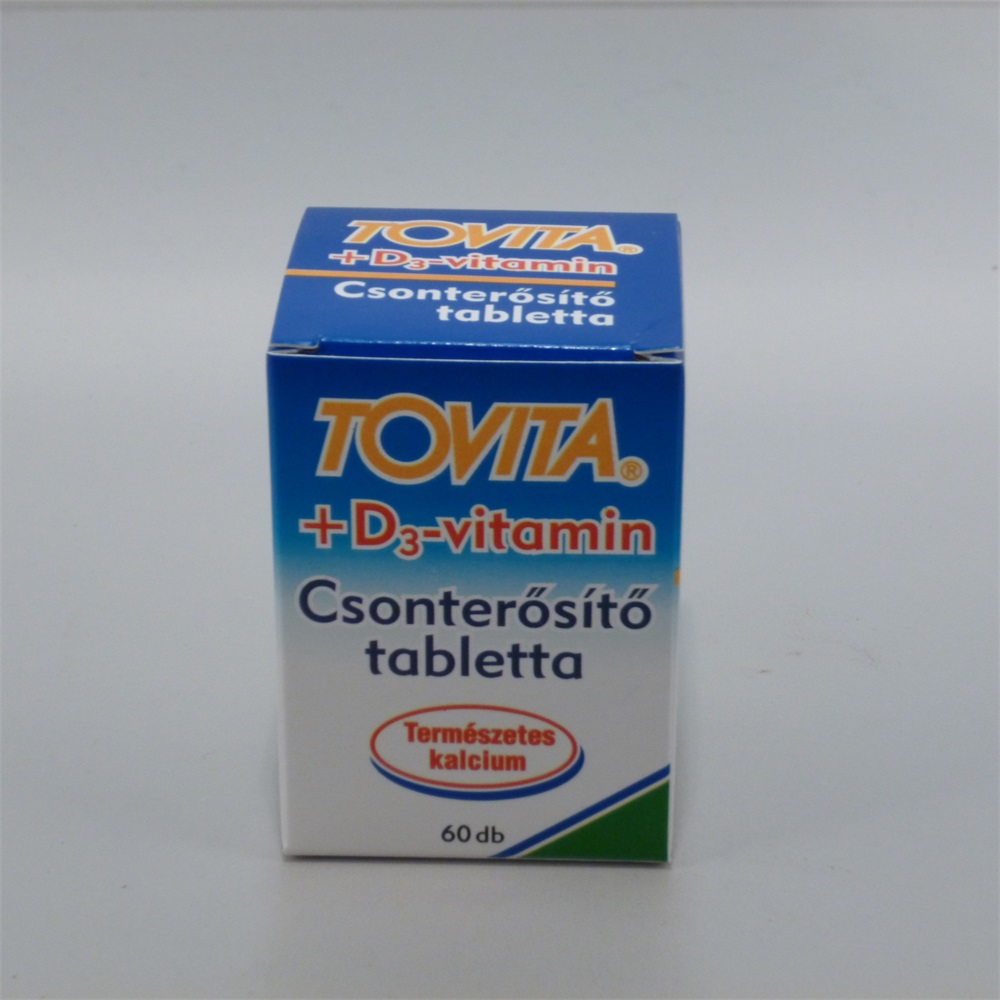 TOVITA®
+D₃-vitamin
Csonterősítő
tabletta
TOVITA®
+D₃-vitamin
Csonterősítő
tabletta
Természetes
kalcium
60 db